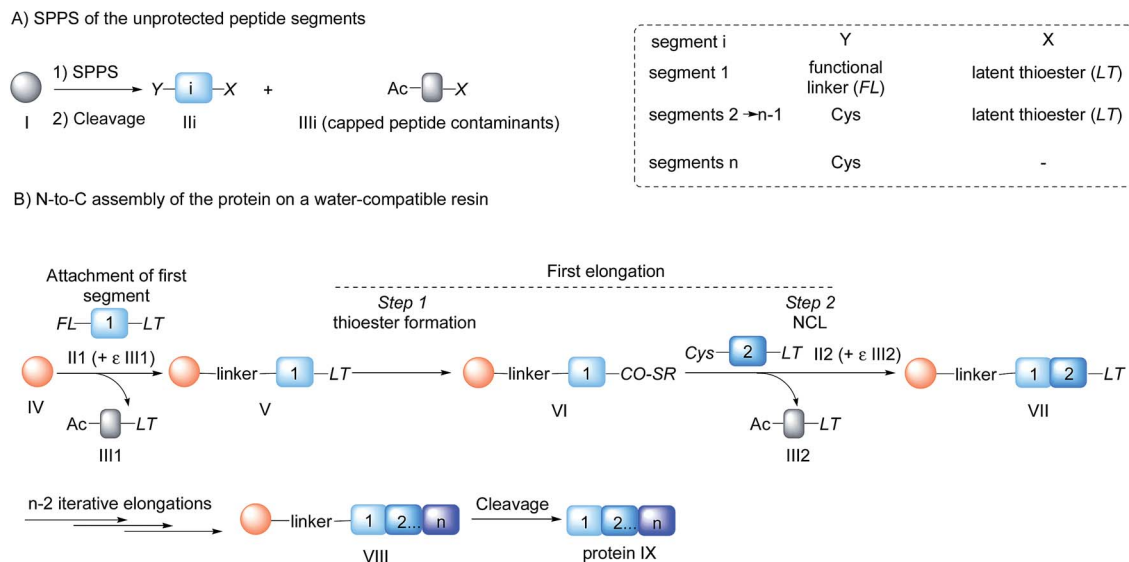 A) SPPS of the unprotected peptide segments
1) SPPS
2) Cleavage
I
Y i X
IIi
+
Ac X
IIIi (capped peptide contaminants)
segment i Y X
segment 1 functional linker (FL) latent thioester (LT)
segments 2 → n-1 Cys latent thioester (LT)
segments n Cys -
B) N-to-C assembly of the protein on a water-compatible resin
Attachment of first
segment
FL 1 LT
II1 (+ ε III1)
IV
Ac LT
III1
linker 1 LT
V
First elongation
Step 1
thioester formation
linker 1 CO-SR
VI
Step 2
NCL
Cys 2 LT II2 (+ ε III2)
Ac LT
III2
linker 1 2 LT
VII
n-2 iterative elongations
linker 1 2... n
VIII
Cleavage
1 2... n
protein IX